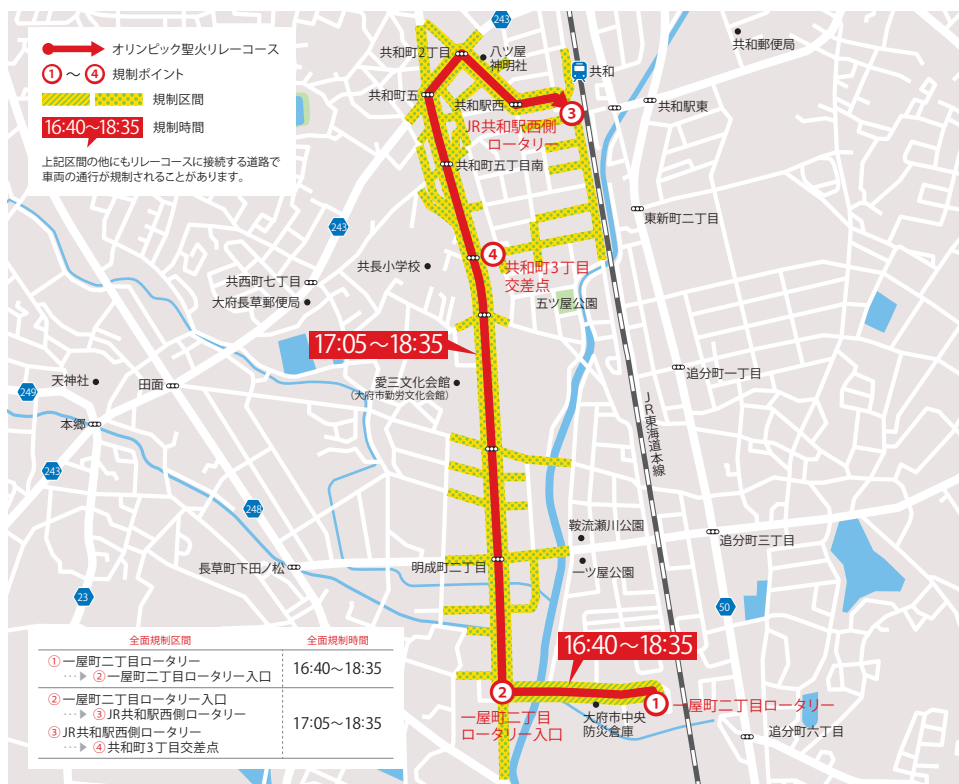 オリンピック聖火リレーコース
①～④ 規制ポイント
規制区間
16:40～18:35 規制時間
上記区間の他にもリレーコースに接続する道路で
車両の通行が規制されることがあります。
243
共和町2丁目
八ツ屋
神明社
共和郵便局
共和
共和町五
共和駅西
③
共和駅東
JR共和駅西側
ロータリー
共和町五丁目南
東新町二丁目
243
④
共長小学校
共和町3丁目
交差点
共西町七丁目
大府長草郵便局
五ツ屋公園
17:05～18:35
天神社
田面
愛三文化会館
(大府市勤労文化会館)
追分町一丁目
249
JR東海道本線
本郷
243
248
鞍流瀬川公園
追分町三丁目
長草町下田ノ松
明成町二丁目
一ツ屋公園
23
50
16:40～18:35
②
①
一屋町二丁目ロータリー
一屋町二丁目
ロータリー入口
大府市中央
防災倉庫
追分町六丁目
全面規制区間 全面規制時間
①一屋町二丁目ロータリー
②一屋町二丁目ロータリー入口
16:40～18:35
②一屋町二丁目ロータリー入口
③JR共和駅西側ロータリー
③JR共和駅西側ロータリー
④共和町3丁目交差点
17:05～18:35